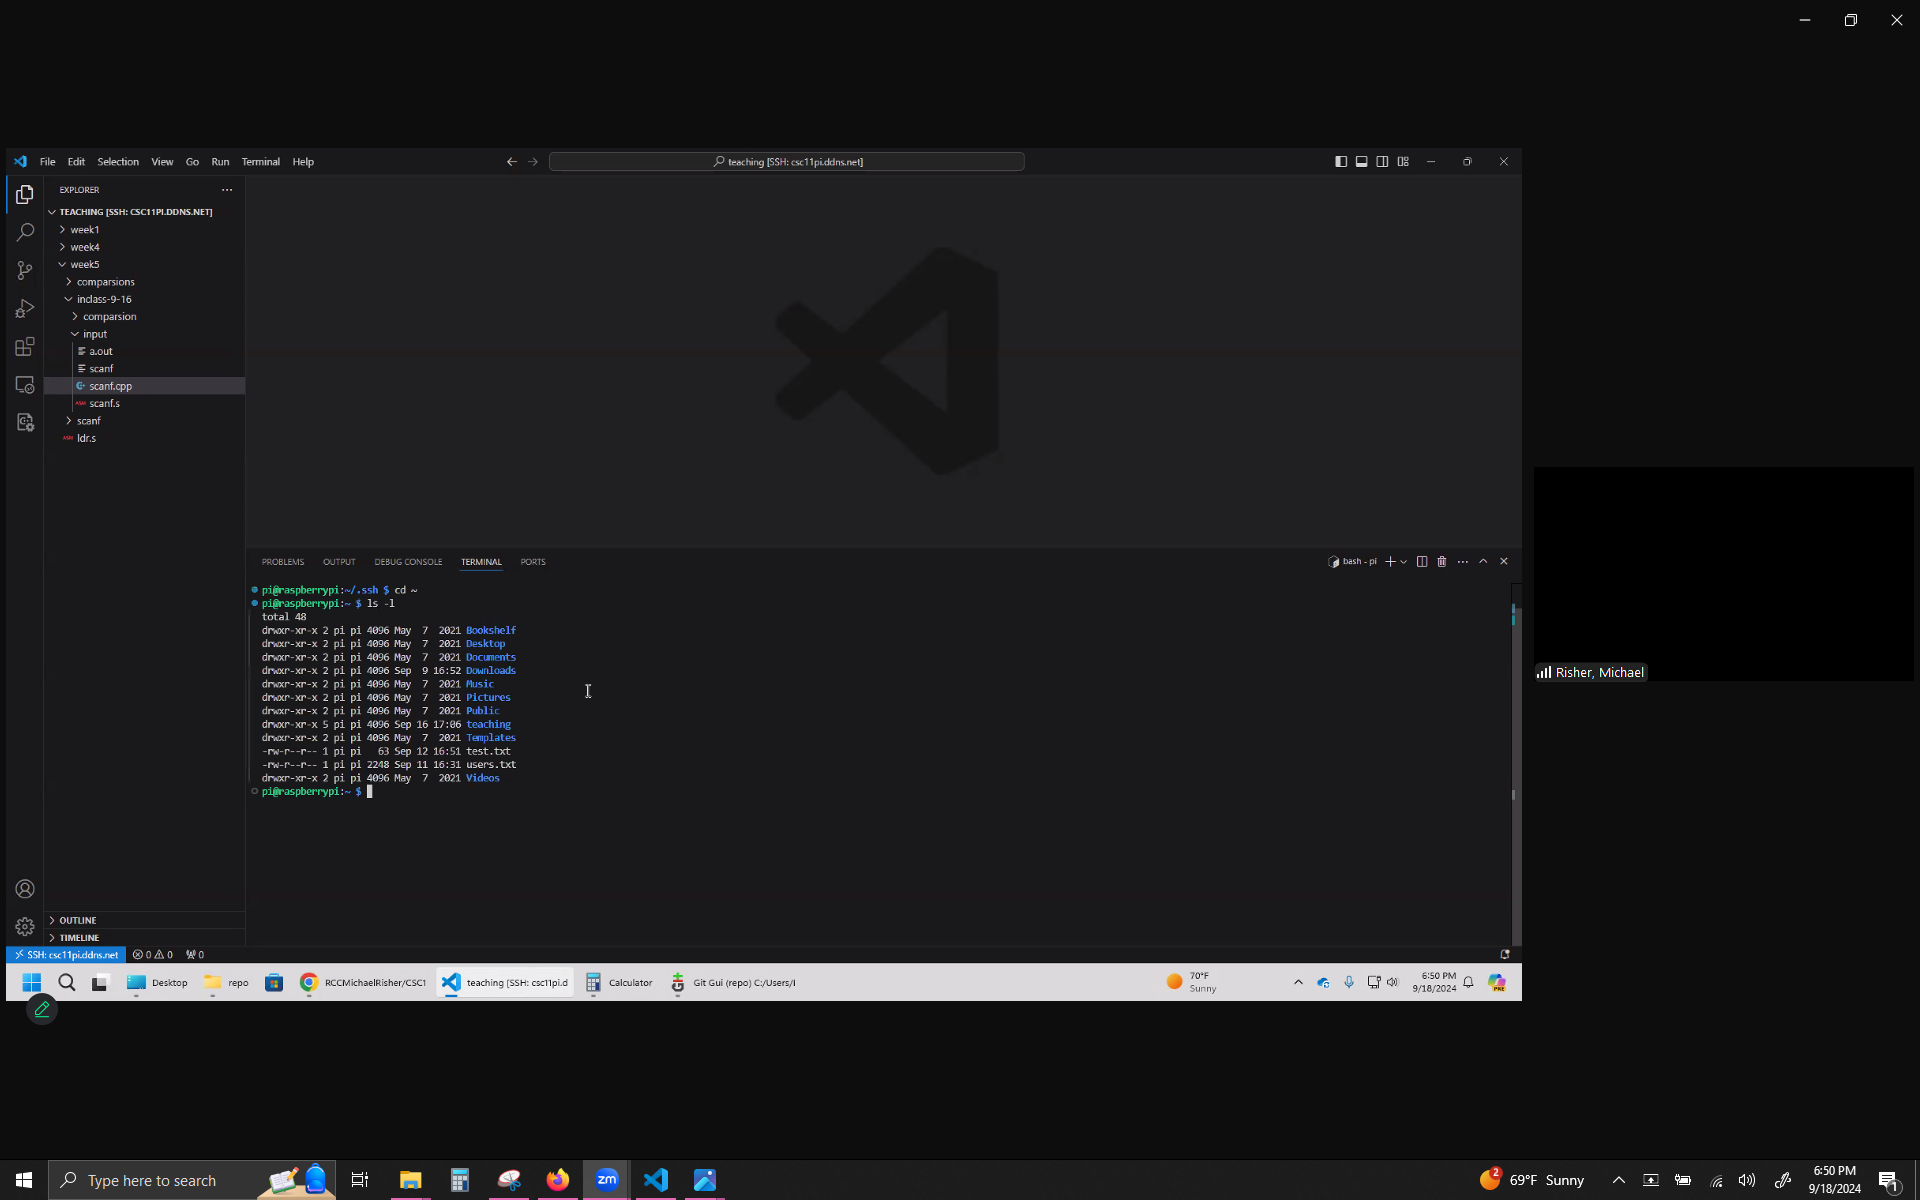 File Edit Selection View Go Run Terminal Help
teaching [SSH: csc11pi.ddns.net]
EXPLORER
TEACHING [SSH: CSC11PI.DDNS.NET]
week1
week4
week5
comparsions
inclass-9-16
comparsion
input
a.out
scanf
scanf.cpp
ASM scanf.s
scanf
ASM ldr.s
OUTLINE
TIMELINE
PROBLEMS OUTPUT DEBUG CONSOLE TERMINAL PORTS
bash - pi
pi@raspberrypi:~/.ssh $ cd ~
pi@raspberrypi:~ $ ls -l
total 48
drwxr-xr-x 2 pi pi 4096 May  7  2021 Bookshelf
drwxr-xr-x 2 pi pi 4096 May  7  2021 Desktop
drwxr-xr-x 2 pi pi 4096 May  7  2021 Documents
drwxr-xr-x 2 pi pi 4096 Sep  9 16:52 Downloads
drwxr-xr-x 2 pi pi 4096 May  7  2021 Music
drwxr-xr-x 2 pi pi 4096 May  7  2021 Pictures
drwxr-xr-x 2 pi pi 4096 May  7  2021 Public
drwxr-xr-x 5 pi pi 4096 Sep 16 17:06 teaching
drwxr-xr-x 2 pi pi 4096 May  7  2021 Templates
-rw-r--r-- 1 pi pi   63 Sep 12 16:51 test.txt
-rw-r--r-- 1 pi pi 2248 Sep 11 16:31 users.txt
drwxr-xr-x 2 pi pi 4096 May  7  2021 Videos
pi@raspberrypi:~ $
SSH: csc11pi.ddns.net 0 0 0
Risher, Michael
Desktop repo RCCMichaelRisher/CSC1 teaching [SSH: csc11pi.d Calculator Git Gui (repo) C:/Users/I
70°F
Sunny
6:50 PM
9/18/2024
PRE
Type here to search
zm
2
69°F Sunny
6:50 PM
9/18/2024
1